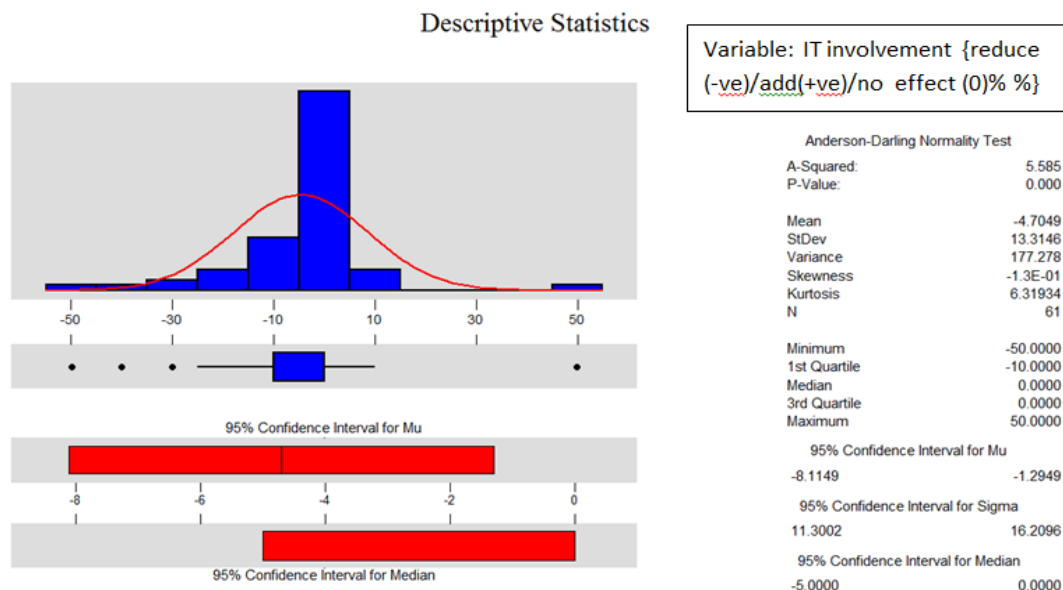 Descriptive Statistics
Variable: IT involvement {reduce
(-ve)/add(+ve)/no effect (0)% %}
-50 -30 -10 10 30 50
95% Confidence Interval for Mu
-8 -6 -4 -2 0
95% Confidence Interval for Median
Anderson-Darling Normality Test
A-Squared: 5.585
P-Value: 0.000
Mean -4.7049
StDev 13.3146
Variance 177.278
Skewness -1.3E-01
Kurtosis 6.31934
N 61
Minimum -50.0000
1st Quartile -10.0000
Median 0.0000
3rd Quartile 0.0000
Maximum 50.0000
95% Confidence Interval for Mu
-8.1149 -1.2949
95% Confidence Interval for Sigma
11.3002 16.2096
95% Confidence Interval for Median
-5.0000 0.0000